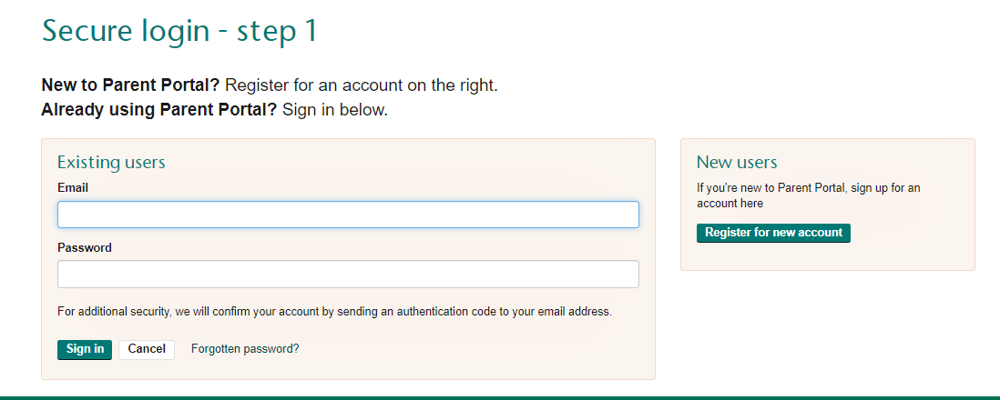 Secure login - step 1
New to Parent Portal? Register for an account on the right.
Already using Parent Portal? Sign in below.
Existing users
Email
Password
For additional security, we will confirm your account by sending an authentication code to your email address.
Sign in Cancel Forgotten password?
New users
If you're new to Parent Portal, sign up for an
account here
Register for new account